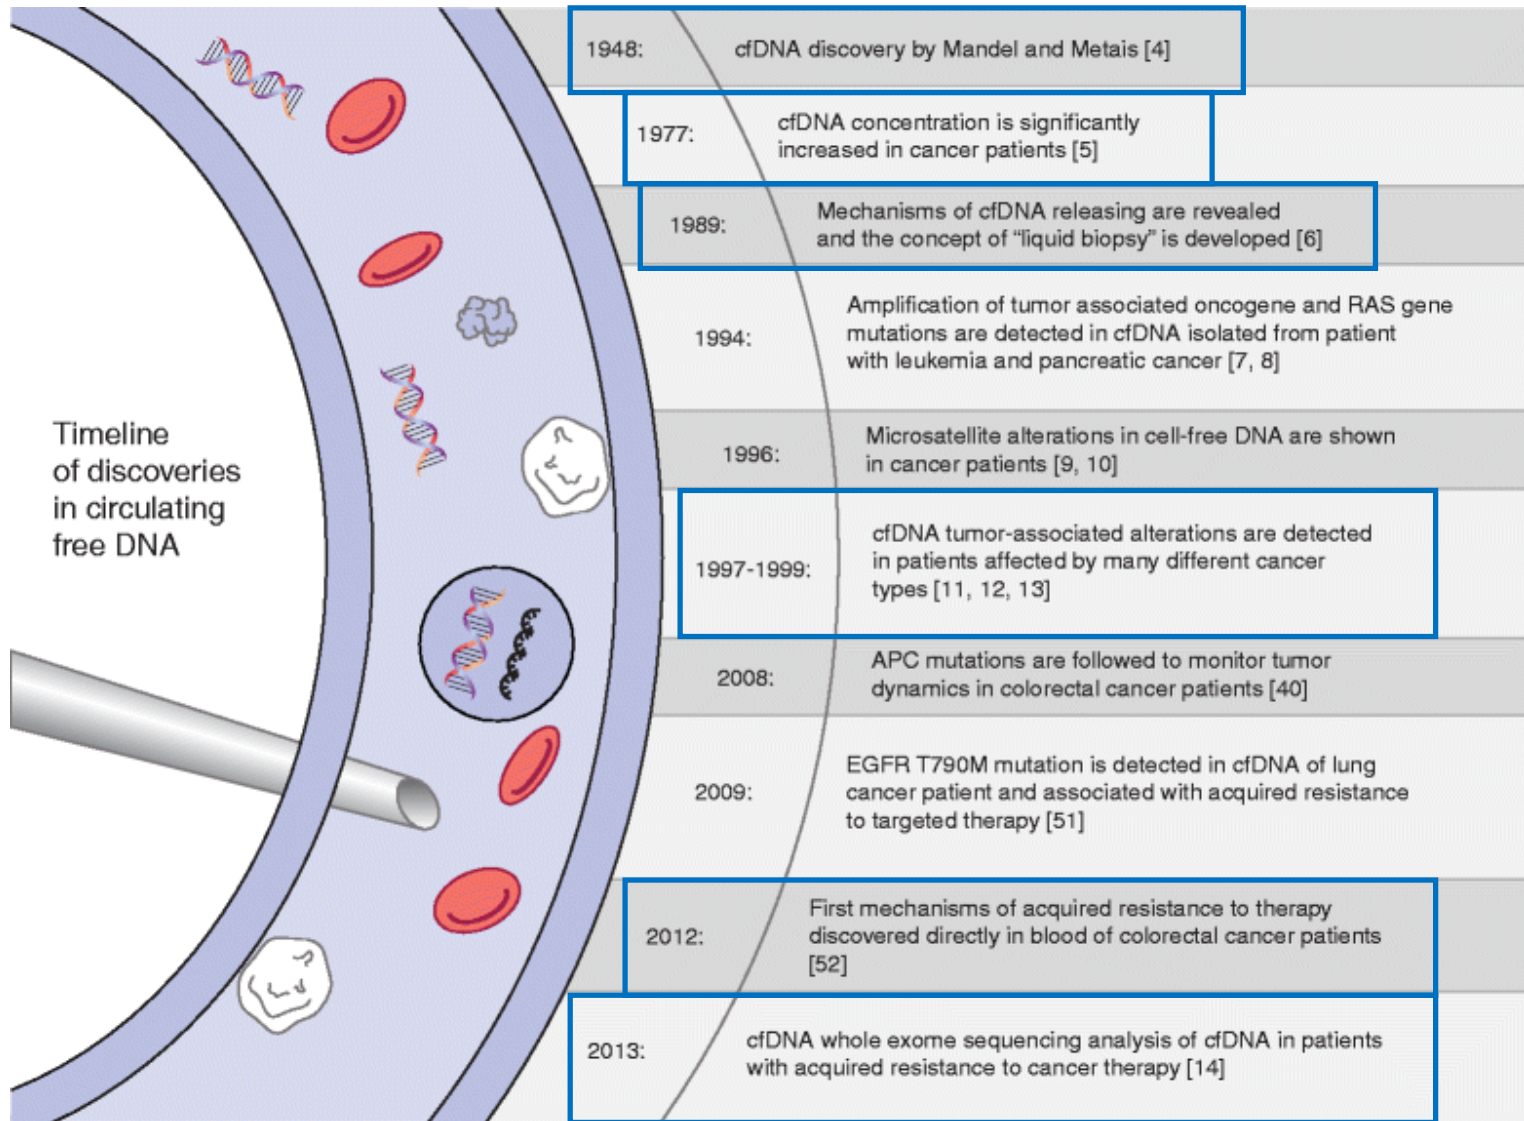 Timeline
of discoveries
in circulating
free DNA
1948: cfDNA discovery by Mandel and Metais [4]
1977: cfDNA concentration is significantly
increased in cancer patients [5]
1989: Mechanisms of cfDNA releasing are revealed
and the concept of “liquid biopsy” is developed [6]
1994: Amplification of tumor associated oncogene and RAS gene
mutations are detected in cfDNA isolated from patient
with leukemia and pancreatic cancer [7, 8]
1996: Microsatellite alterations in cell-free DNA are shown
in cancer patients [9, 10]
1997-1999: cfDNA tumor-associated alterations are detected
in patients affected by many different cancer
types [11, 12, 13]
2008: APC mutations are followed to monitor tumor
dynamics in colorectal cancer patients [40]
2009: EGFR T790M mutation is detected in cfDNA of lung
cancer patient and associated with acquired resistance
to targeted therapy [51]
2012: First mechanisms of acquired resistance to therapy
discovered directly in blood of colorectal cancer patients
[52]
2013: cfDNA whole exome sequencing analysis of cfDNA in patients
with acquired resistance to cancer therapy [14]